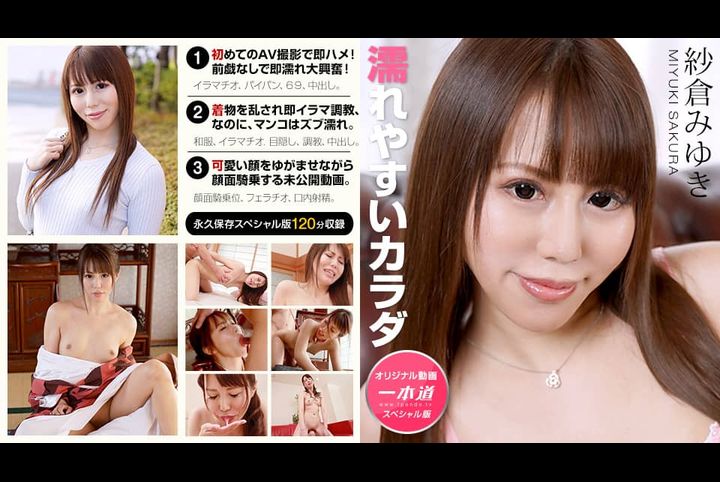 1 初めてのAV撮影で即ハメ!
前戯なしで即濡れ大興奮!
イラマチオ、パイパン、69、中出し。
2 着物を乱され即イラマ調教、
なのに、マンコはズブ濡れ。
和服、イラマチオ、目隠し、調教、中出し。
3 可愛い顔をゆがませながら
顔面騎乗する未公開動画。
顔面騎乗位、フェラチオ、口内射精。
永久保存スペシャル版120分収録
濡れやすいカラダ
紗倉みゆき
MIYUKI SAKURA
オリジナル動画
一本道
www.1pondo.tv
スペシャル版